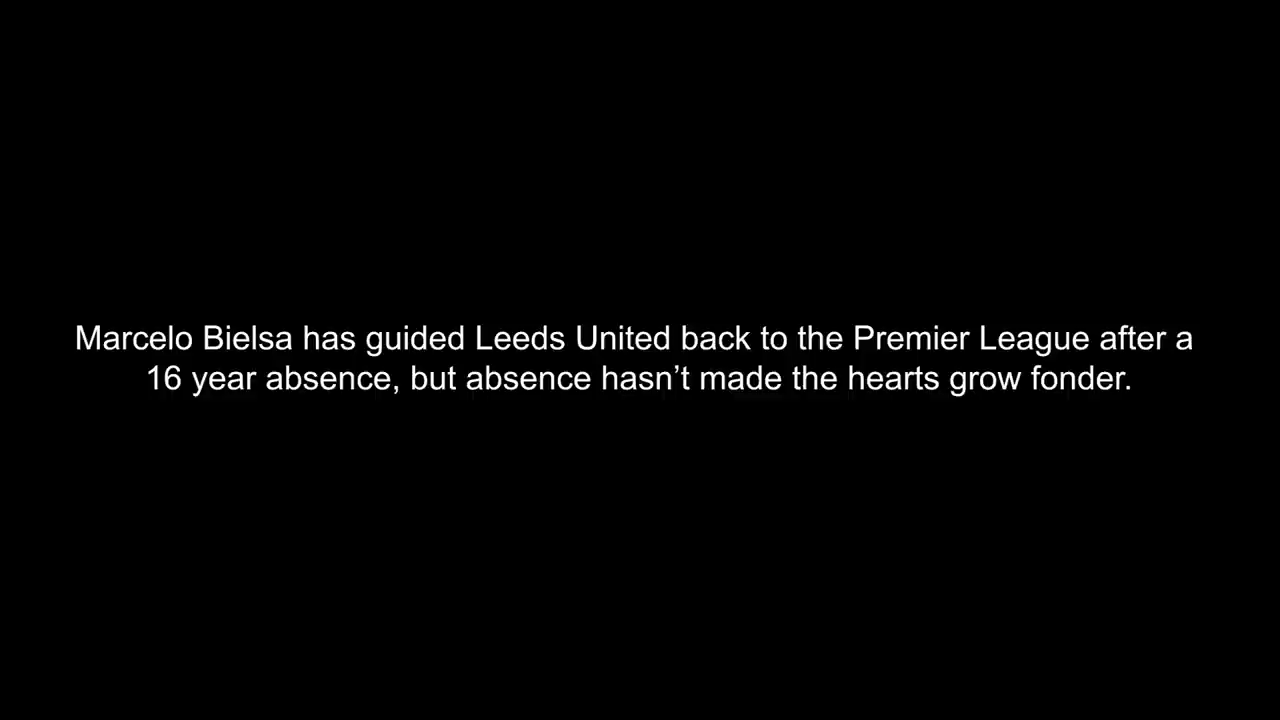 Marcelo Bielsa has guided Leeds United back to the Premier League after a
16 year absence, but absence hasn’t made the hearts grow fonder.